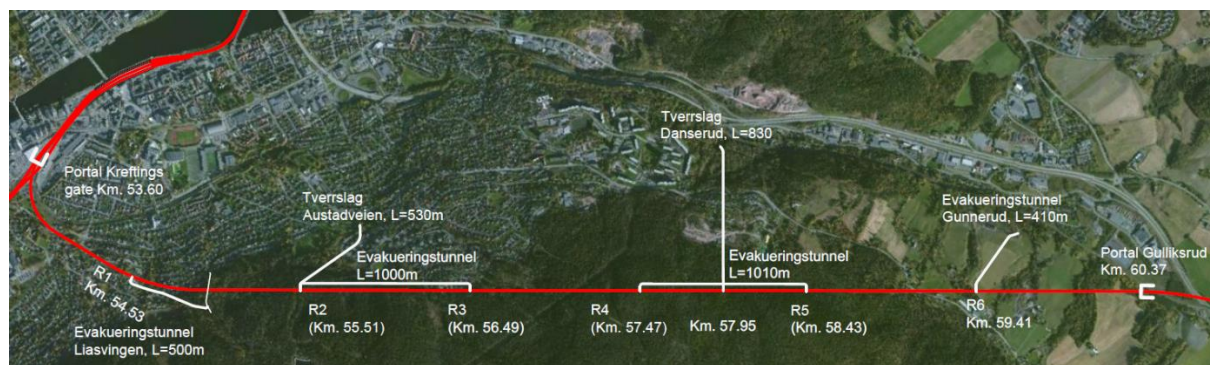 Portal Kreftings
gate Km. 53.60
R1
Km. 54.53
Evakueringstunnel
Liasvingen, L=500m
Tverrslag
Austadveien, L=530m
Evakueringstunnel
L=1000m
R2
(Km. 55.51)
R3
(Km. 56.49)
Tverrslag
Danserud, L=830
Evakueringstunnel
L=1010m
R4
(Km. 57.47)
Km. 57.95
R5
(Km. 58.43)
Evakueringstunnel
Gunnerud, L=410m
R6
Km. 59.41
Portal Gulliksrud
Km. 60.37